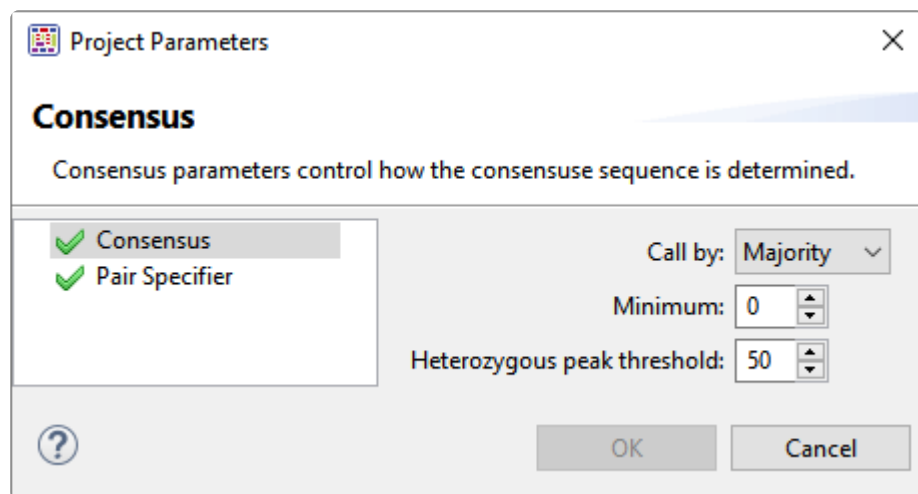 Project Parameters
Consensus
Consensus parameters control how the consensuse sequence is determined.
Consensus
Pair Specifier
Call by: Majority
Minimum: 0
Heterozygous peak threshold: 50
?
OK
Cancel